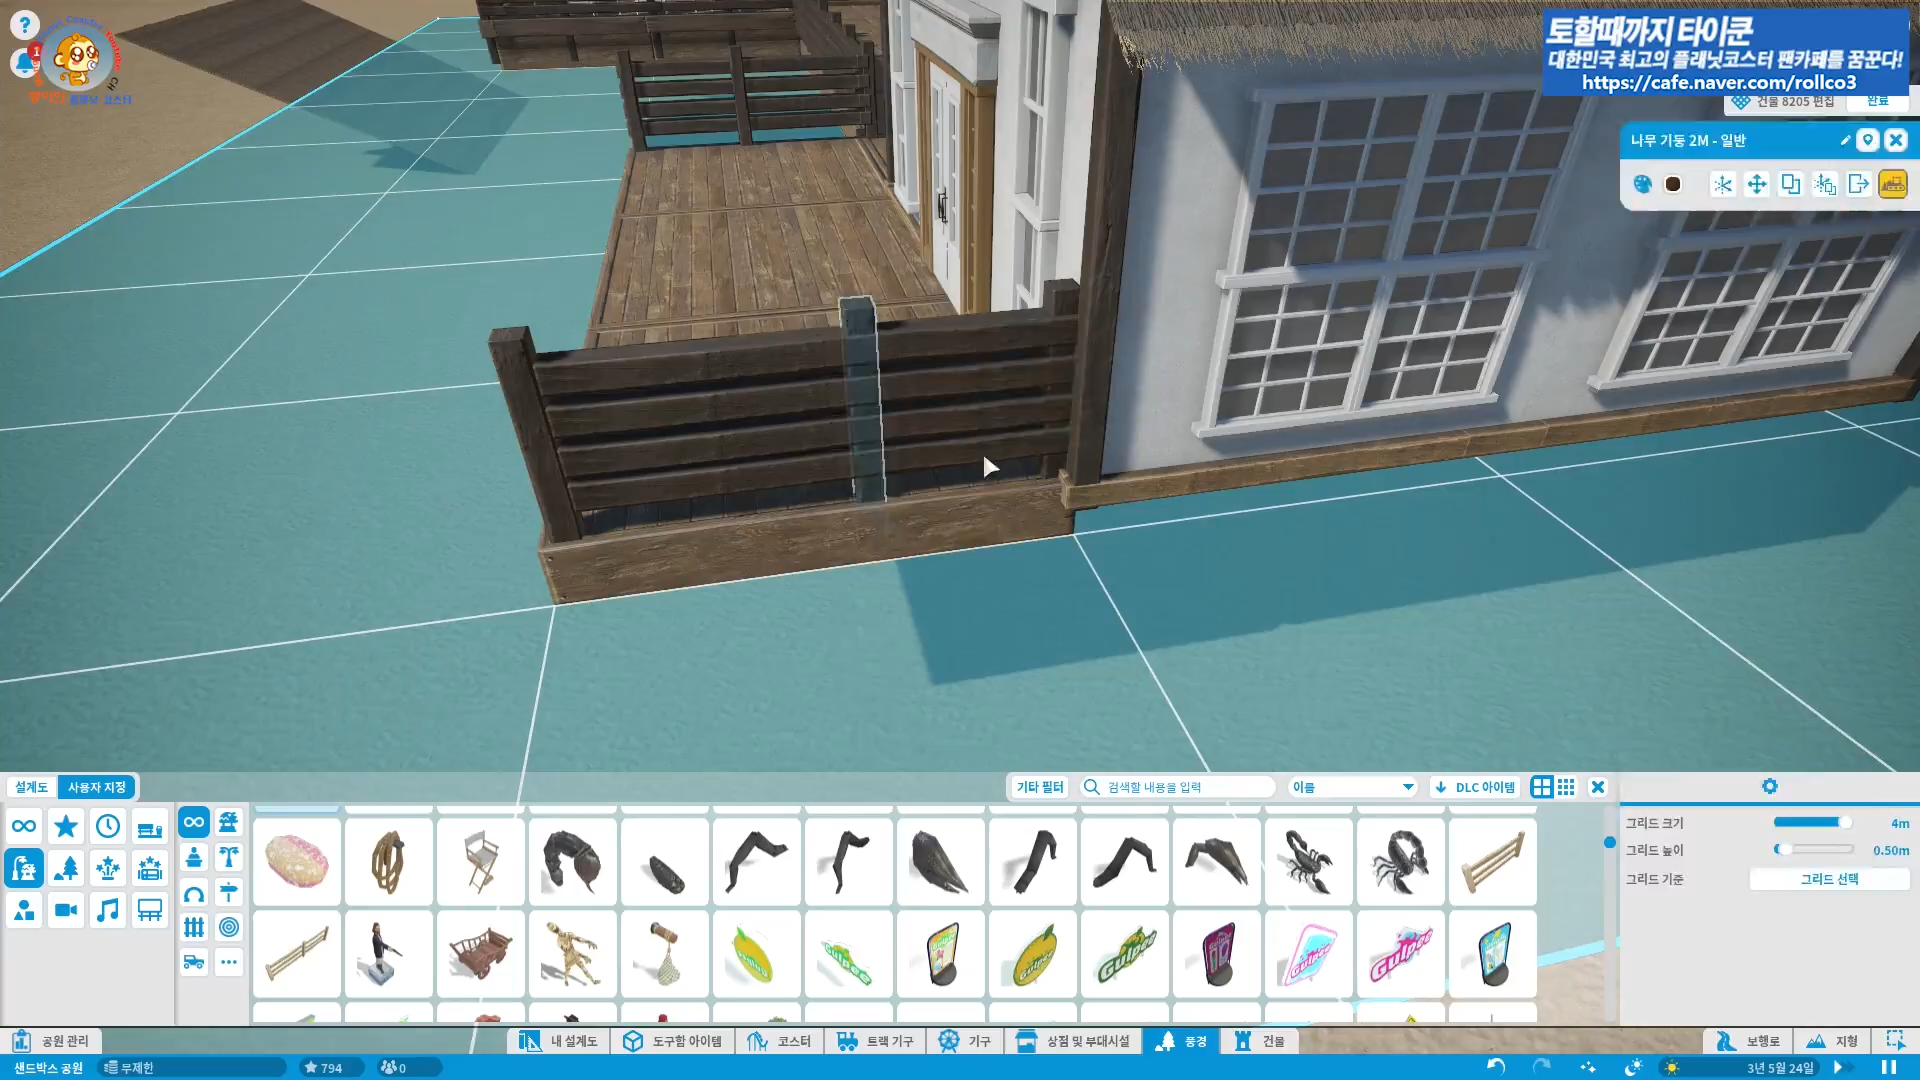 ?
1
토할때까지 타이쿤
대한민국 최고의 플래닛코스터 팬카페를 꿈꾼다!
https://cafe.naver.com/rollco3
건물 8205 편집
완료
나무 기둥 2M - 일반
설계도
사용자 지정
기타 필터
검색할 내용을 입력
이름
DLC 아이템
그리드 크기
4m
그리드 높이
0.50m
그리드 기준
그리드 선택
Gulpee
Gulpee
Gulpee
Gulpee
Gulpee
Gulpee
공원 관리
내 설계도
도구함 아이템
코스터
트랙 기구
기구
상점 및 부대시설
풍경
건물
보행로
지형
샌드박스 공원
무제한
794
0
3년 5월 24일